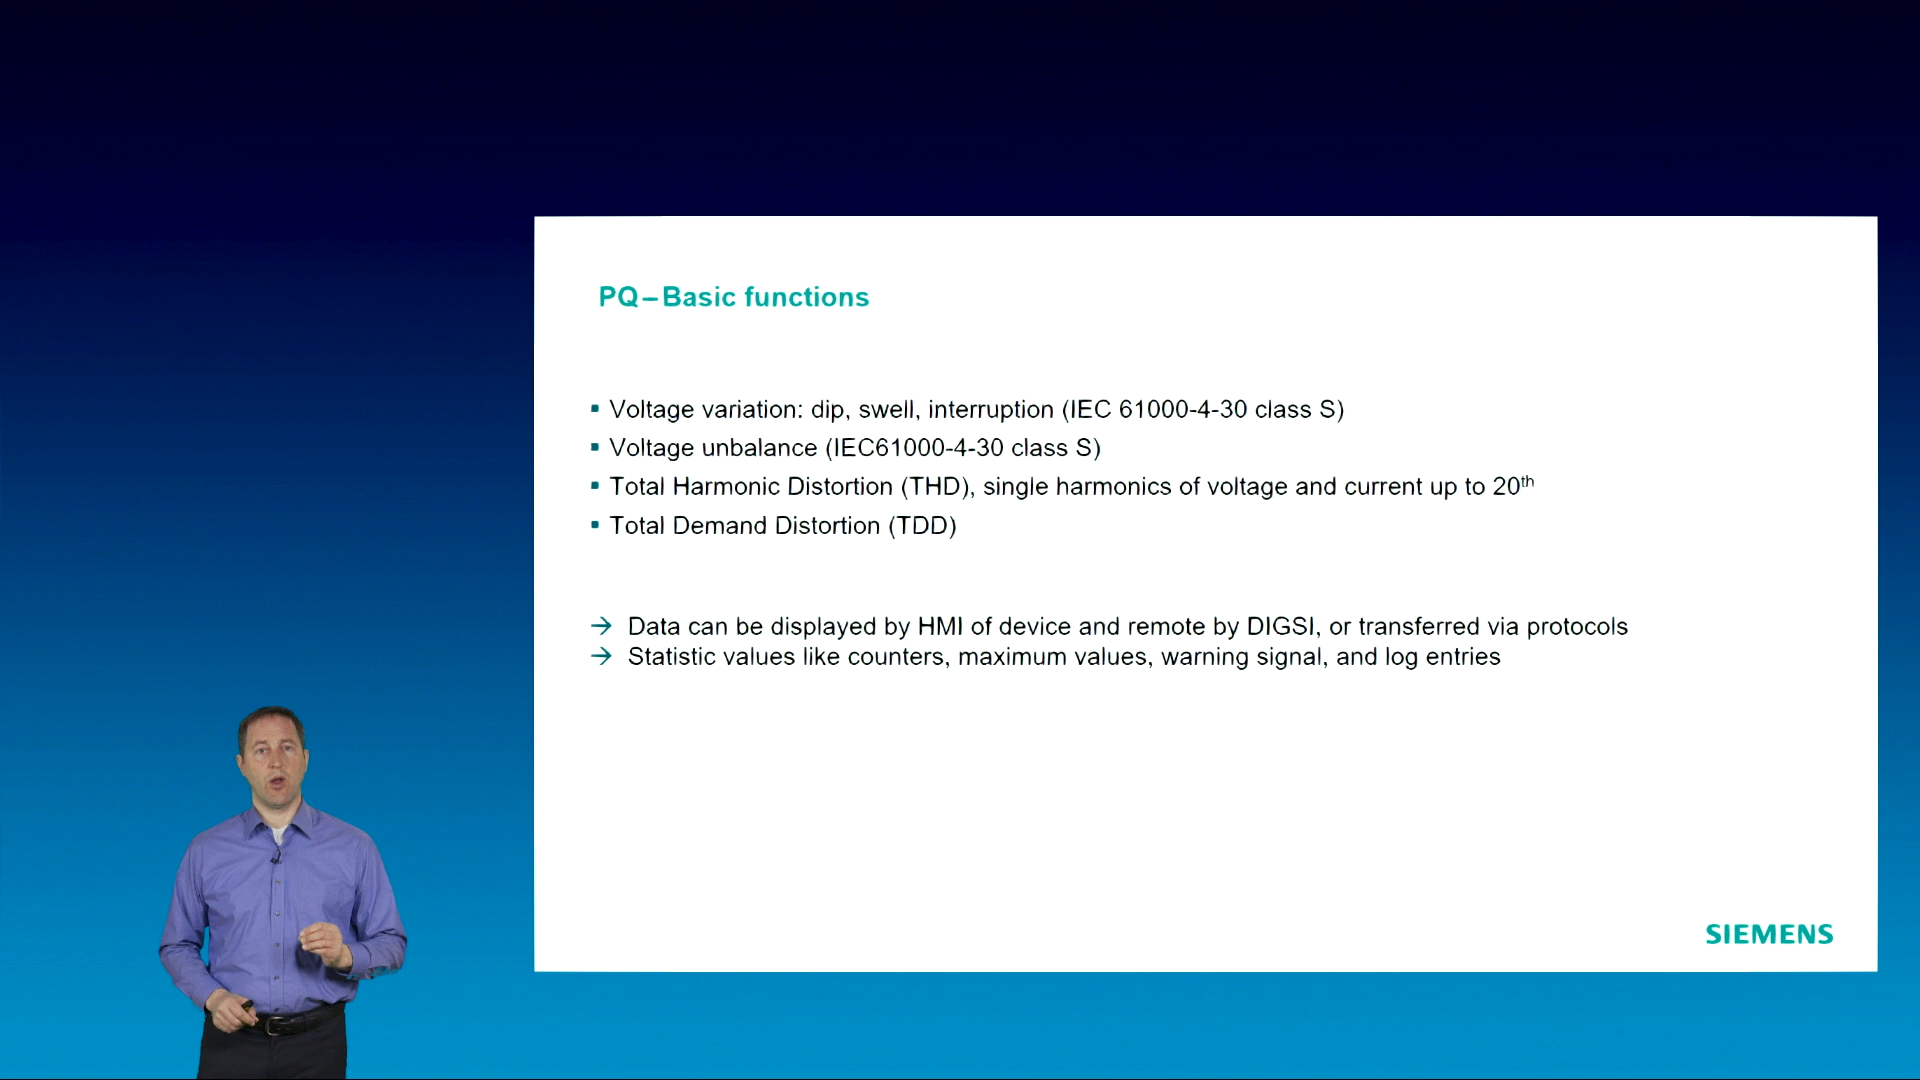 PQ – Basic functions
▪ Voltage variation: dip, swell, interruption (IEC 61000-4-30 class S)
▪ Voltage unbalance (IEC61000-4-30 class S)
▪ Total Harmonic Distortion (THD), single harmonics of voltage and current up to 20th
▪ Total Demand Distortion (TDD)
→ Data can be displayed by HMI of device and remote by DIGSI, or transferred via protocols
→ Statistic values like counters, maximum values, warning signal, and log entries
SIEMENS